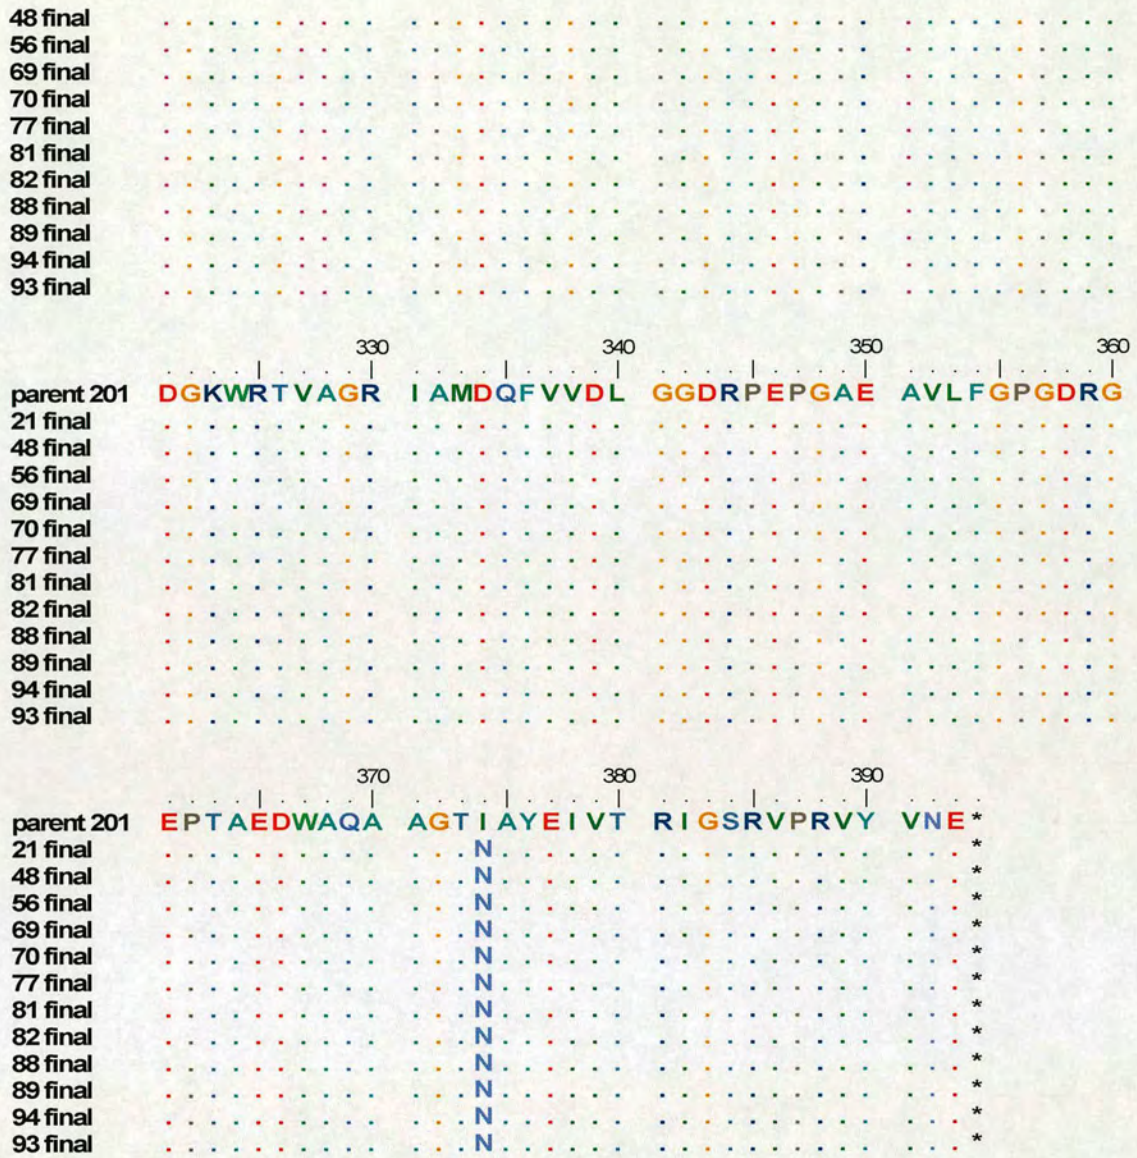 48 final .......... .......... .......... ..........
56 final .......... .......... .......... ..........
69 final .......... .......... .......... ..........
70 final .......... .......... .......... ..........
77 final .......... .......... .......... ..........
81 final .......... .......... .......... ..........
82 final .......... .......... .......... ..........
88 final .......... .......... .......... ..........
89 final .......... .......... .......... ..........
94 final .......... .......... .......... ..........
93 final .......... .......... .......... ..........
330 340 350 360
parent 201 DGKWRTVAGR IAMDQFVVDL GGDRPEPGAE AVLFGPGDRG
21 final .......... .......... .......... ..........
48 final .......... .......... .......... ..........
56 final .......... .......... .......... ..........
69 final .......... .......... .......... ..........
70 final .......... .......... .......... ..........
77 final .......... .......... .......... ..........
81 final .......... .......... .......... ..........
82 final .......... .......... .......... ..........
88 final .......... .......... .......... ..........
89 final .......... .......... .......... ..........
94 final .......... .......... .......... ..........
93 final .......... .......... .......... ..........
370 380 390
parent 201 EPTAEDWAQA AGTIAYEIVT RIGSRVPRVY VNE*
21 final .......... ...N...... .......... ...*
48 final .......... ...N...... .......... ...*
56 final .......... ...N...... .......... ...*
69 final .......... ...N...... .......... ...*
70 final .......... ...N...... .......... ...*
77 final .......... ...N...... .......... ...*
81 final .......... ...N...... .......... ...*
82 final .......... ...N...... .......... ...*
88 final .......... ...N...... .......... ...*
89 final .......... ...N...... .......... ...*
94 final .......... ...N...... .......... ...*
93 final .......... ...N...... .......... ...*